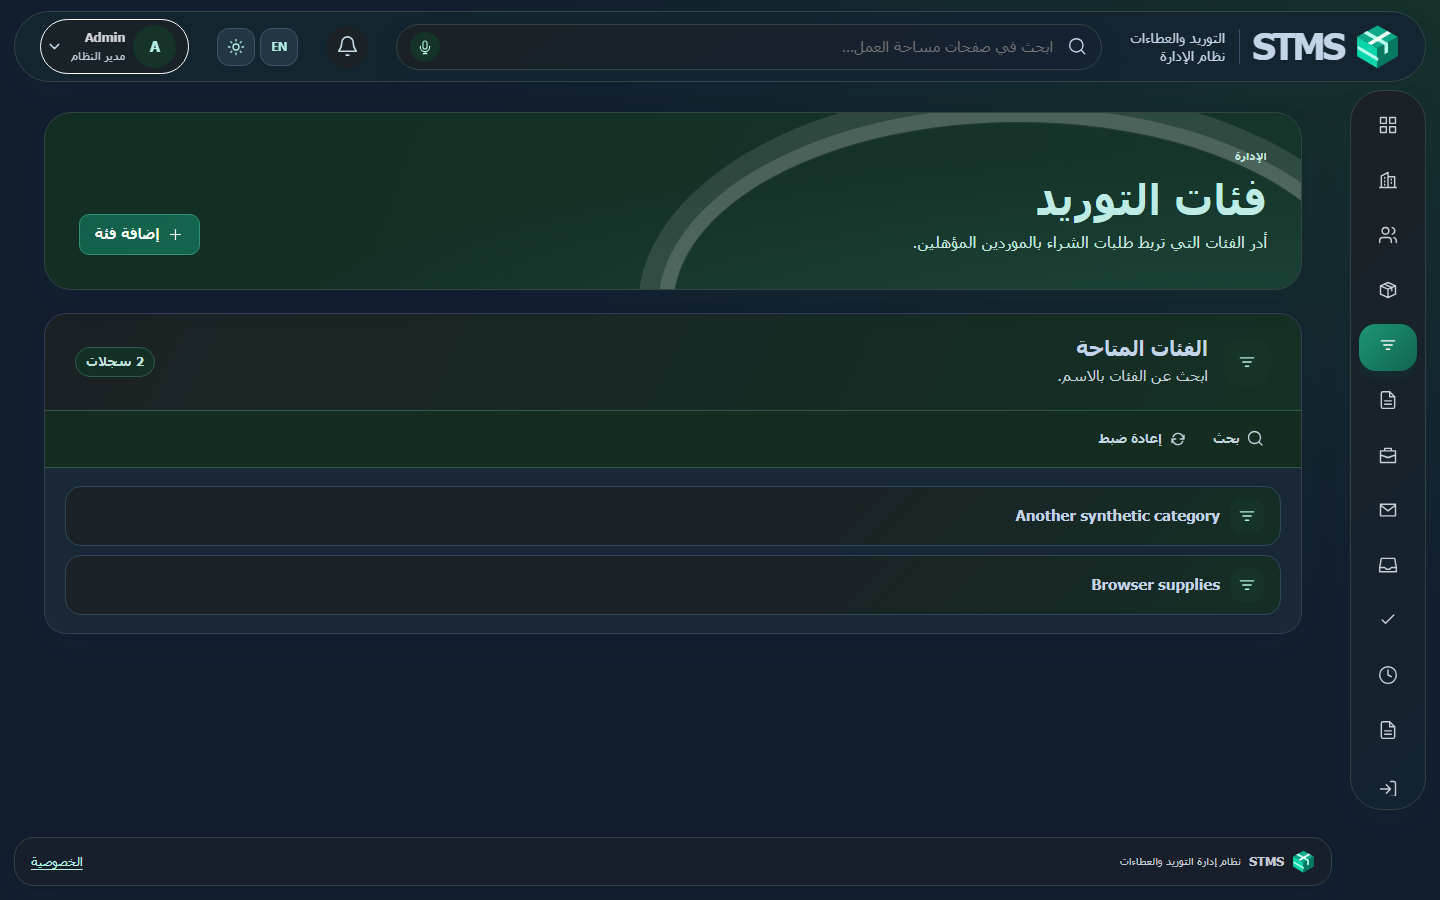 STMS
التوريد والعطاءات
نظام الإدارة
ابحث في صفحات مساحة العمل...
EN
A
Admin
مدير النظام
الإدارة
فئات التوريد
أدر الفئات التي تربط طلبات الشراء بالموردين المؤهلين.
إضافة فئة
الفئات المتاحة
ابحث عن الفئات بالاسم.
2 سجلات
بحث
إعادة ضبط
Another synthetic category
Browser supplies
STMS
نظام إدارة التوريد والعطاءات
الخصوصية